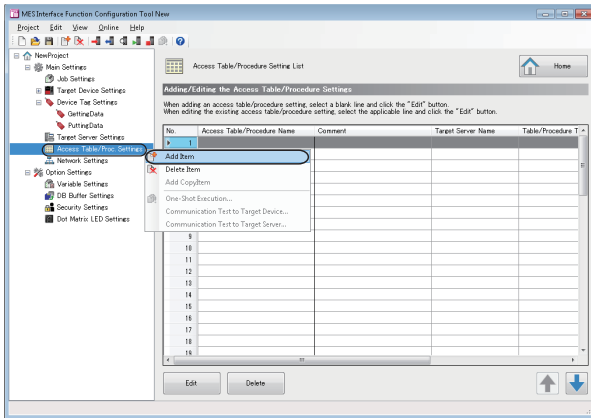 MES Interface Function Configuration Tool New
Project Edit View Online Help
NewProject
Main Settings
Job Settings
Target Device Settings
Device Tag Settings
GettingData
PuttingData
Target Server Settings
Access Table/Proc. Settings
Network Settings
Option Settings
Variable Settings
DB Buffer Settings
Security Settings
Dot Matrix LED Settings
Access Table/Procedure Setting List
Home
Adding/Editing the Access Table/Procedure Settings
When adding an access table/procedure setting, select a blank line and click the "Edit" button.
When editing the existing access table/procedure setting, select the applicable line and click the "Edit" button.
No. Access Table/Procedure Name Comment Target Server Name Table/Procedure T
1
Add Item
Delete Item
Add CopyItem
One-Shot Execution...
Communication Test to Target Device...
Communication Test to Target Server...
9
10
11
12
13
14
15
16
17
18
19
Edit Delete